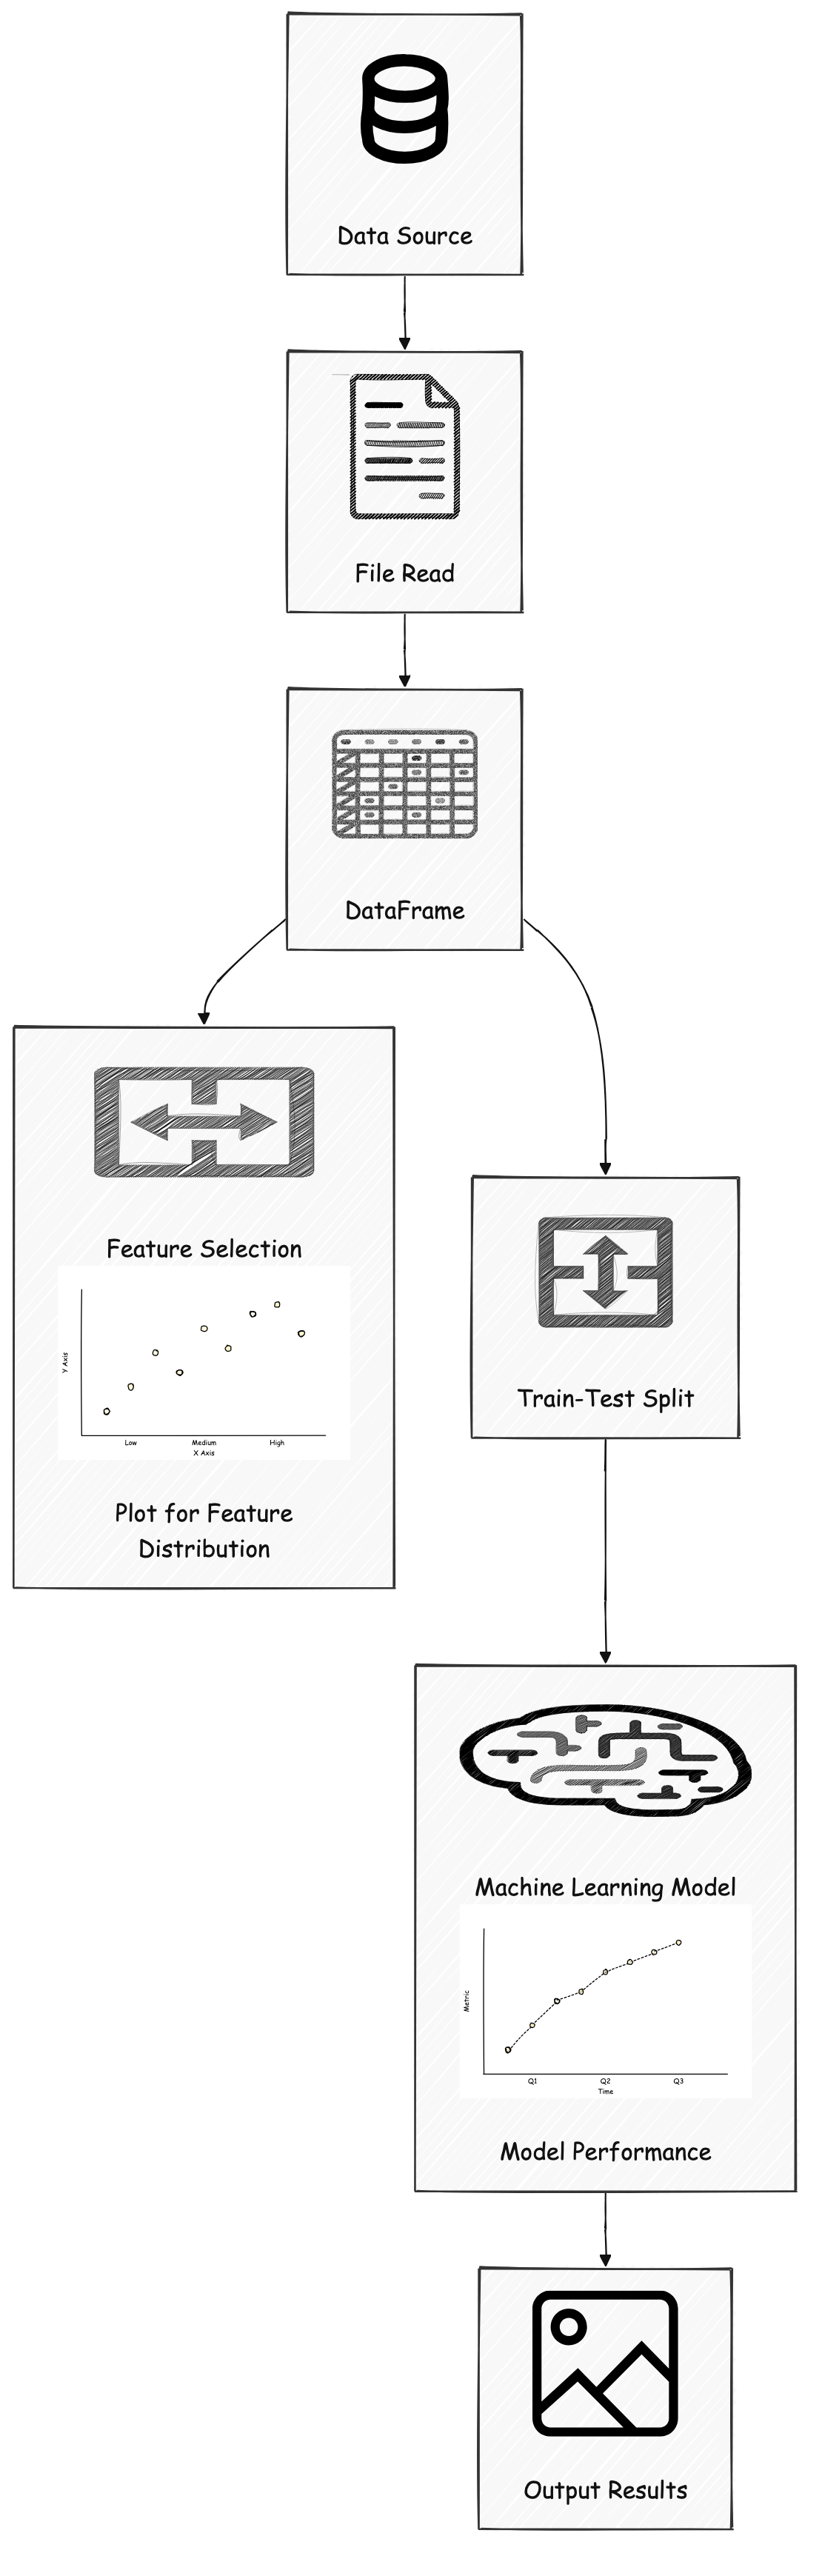 Data Source
File Read
DataFrame
Feature Selection
Y Axis
Low Medium High
X Axis
Plot for Feature
Distribution
Train-Test Split
Machine Learning Model
Metric
Q1 Q2 Q3
Time
Model Performance
Output Results